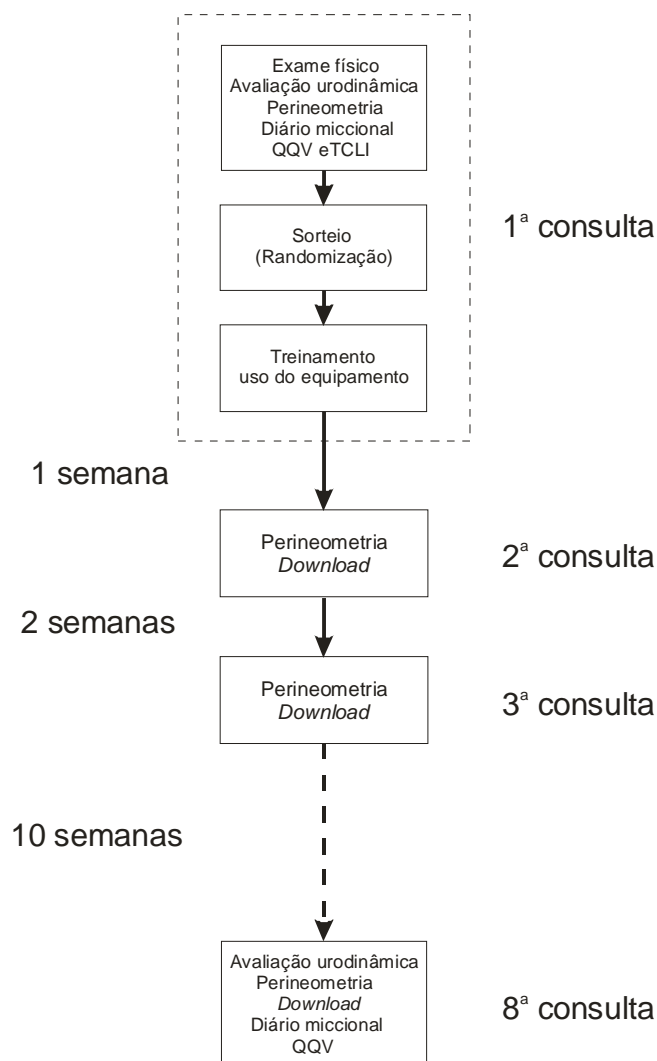 Exame físico
Avaliação urodinâmica
Perineometria
Diário miccional
QQV eTCLI
1ª consulta
Sorteio
(Randomização)
Treinamento
uso do equipamento
1 semana
Perineometria
Download
2ª consulta
2 semanas
Perineometria
Download
3ª consulta
10 semanas
Avaliação urodinâmica
Perineometria
Download
Diário miccional
QQV
8ª consulta